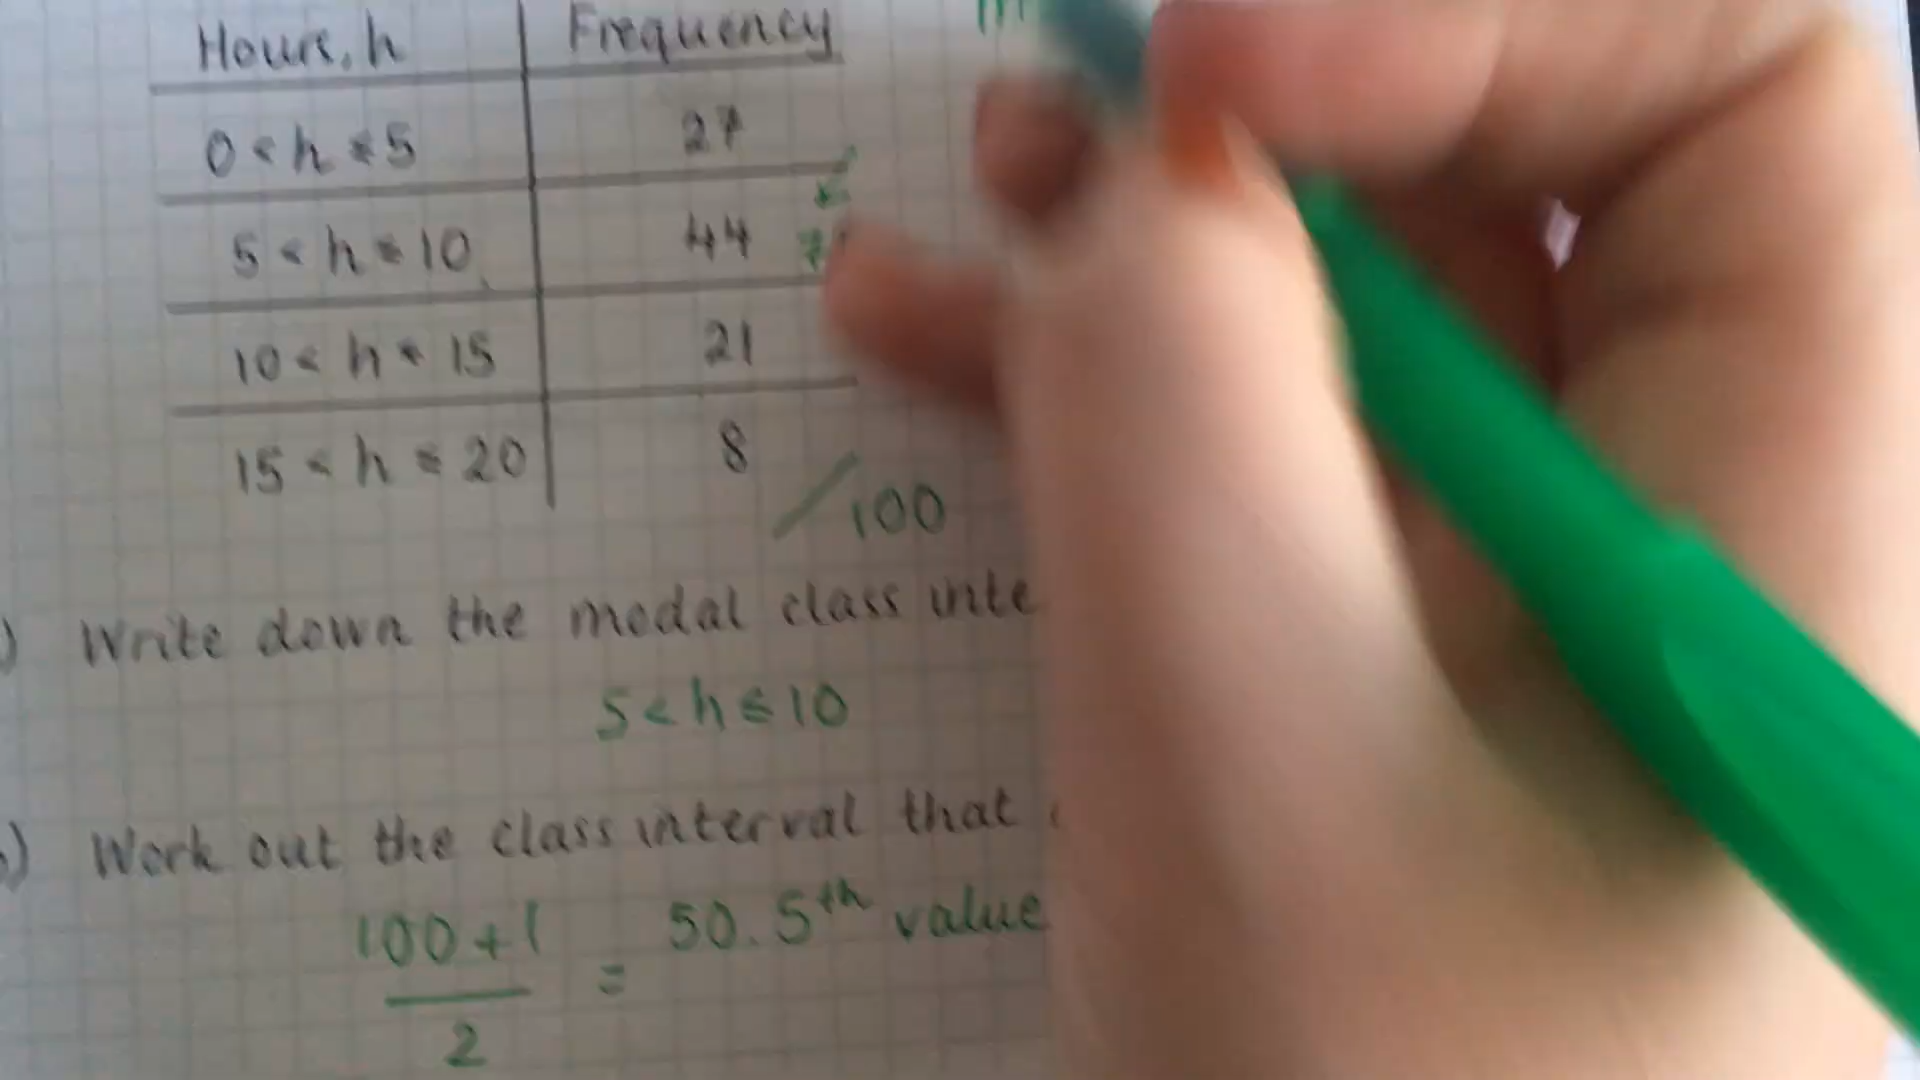 Hours, h Frequency
0 < h ≤ 5 27
5 < h ≤ 10 44
10 < h ≤ 15 21
15 < h ≤ 20 8
100
) Write down the modal class inte
5 < h ≤ 10
) Work out the class interval that
100 + 1 = 50.5th value
2